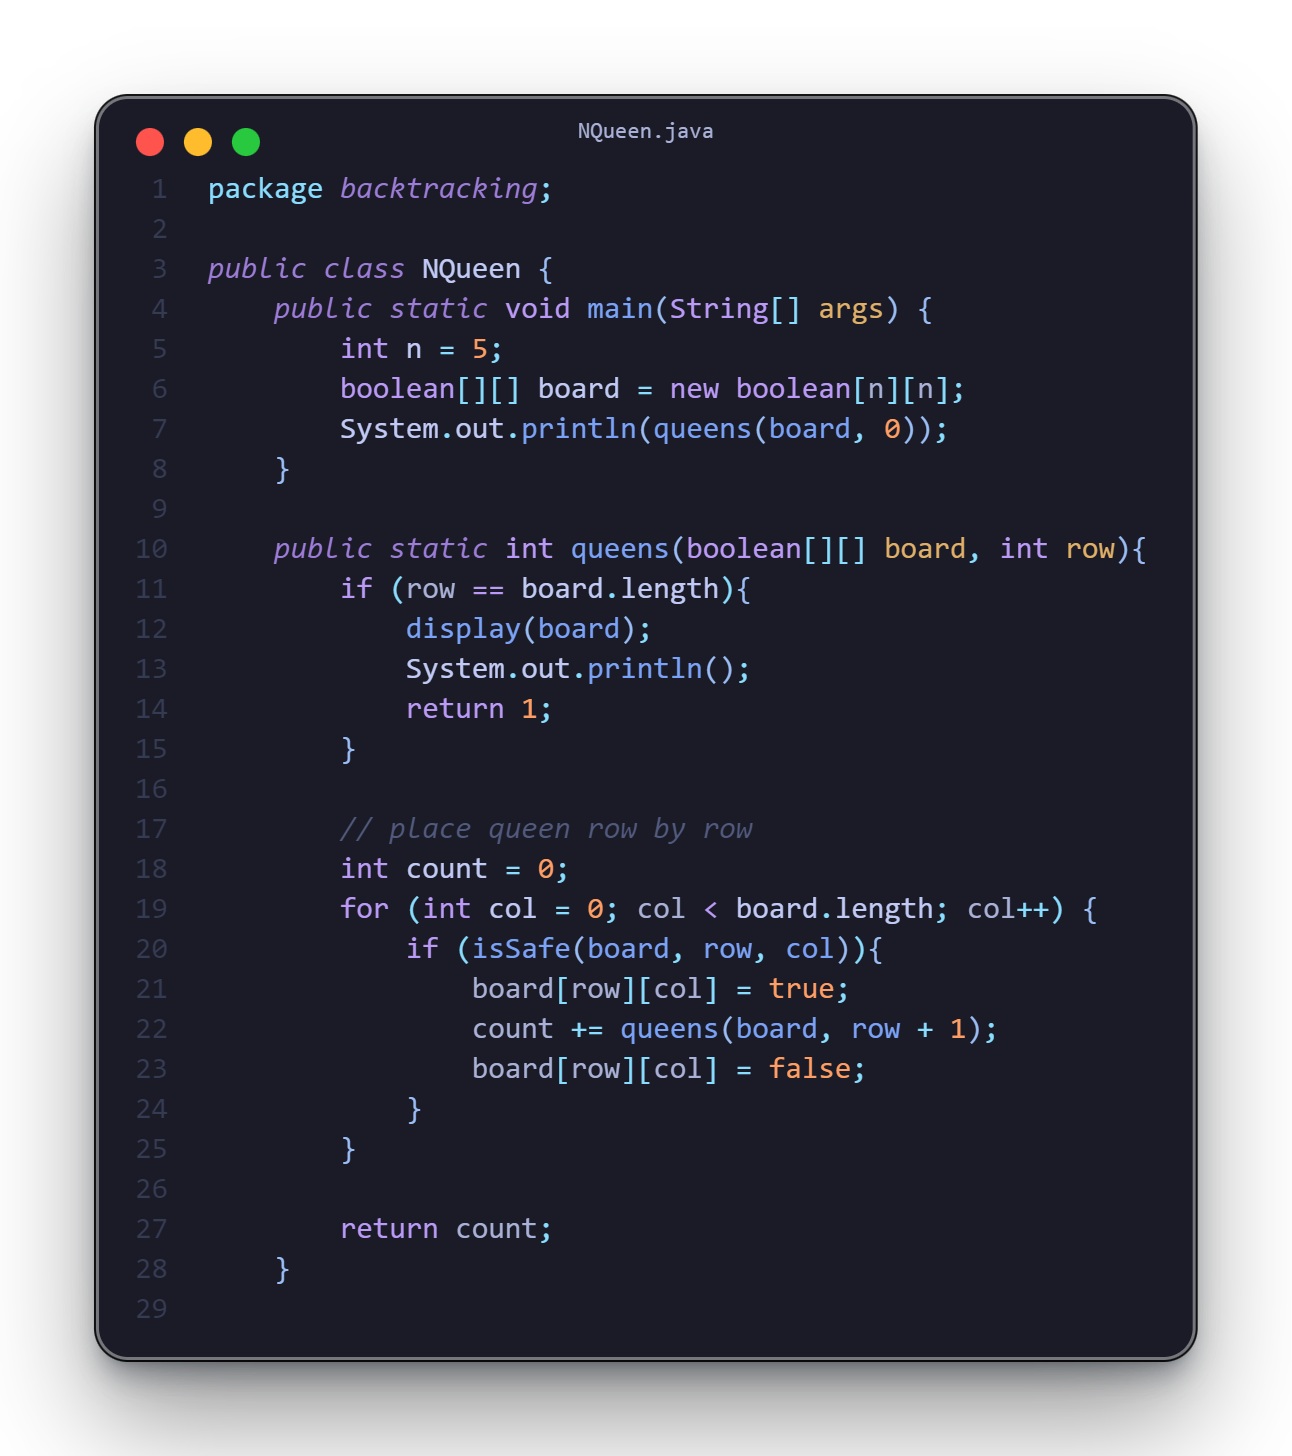 NQueen.java
1 package backtracking;
2
3 public class NQueen {
4     public static void main(String[] args) {
5         int n = 5;
6         boolean[][] board = new boolean[n][n];
7         System.out.println(queens(board, 0));
8     }
9
10     public static int queens(boolean[][] board, int row){
11         if (row == board.length){
12             display(board);
13             System.out.println();
14             return 1;
15         }
16
17         // place queen row by row
18         int count = 0;
19         for (int col = 0; col < board.length; col++) {
20             if (isSafe(board, row, col)){
21                 board[row][col] = true;
22                 count += queens(board, row + 1);
23                 board[row][col] = false;
24             }
25         }
26
27         return count;
28     }
29